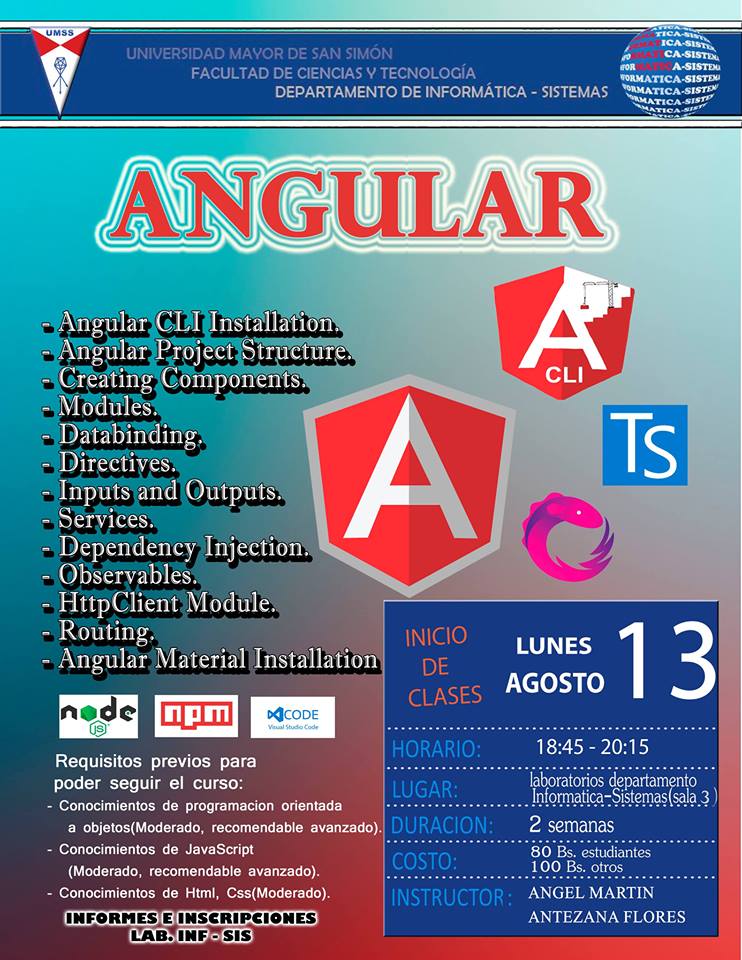 UMSS
UNIVERSIDAD MAYOR DE SAN SIMÓN
FACULTAD DE CIENCIAS Y TECNOLOGÍA
DEPARTAMENTO DE INFORMÁTICA - SISTEMAS
INFORMATICA-SISTEMA
ANGULAR
- Angular CLI Installation.
- Angular Project Structure.
- Creating Components.
- Modules.
- Databinding.
- Directives.
- Inputs and Outputs.
- Services.
- Dependency Injection.
- Observables.
- HttpClient Module.
- Routing.
- Angular Material Installation
A
CLI
A
TS
node
JS
npm
CODE
Visual Studio Code
Requisitos previos para
poder seguir el curso:
- Conocimientos de programacion orientada
a objetos(Moderado, recomendable avanzado).
- Conocimientos de JavaScript
(Moderado, recomendable avanzado).
- Conocimientos de Html, Css(Moderado).
INFORMES E INSCRIPCIONES
LAB. INF - SIS
INICIO
DE
CLASES
LUNES
AGOSTO
13
HORARIO: 18:45 - 20:15
LUGAR: laboratorios departamento
Informatica-Sistemas(sala 3 )
DURACION: 2 semanas
COSTO: 80 Bs. estudiantes
100 Bs. otros
INSTRUCTOR: ANGEL MARTIN
ANTEZANA FLORES